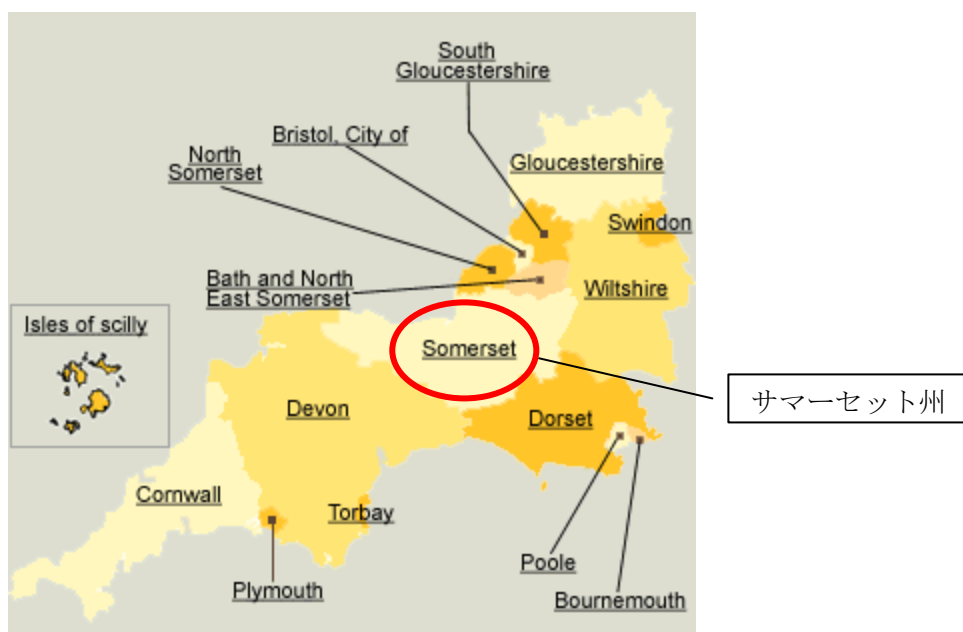 South
Gloucestershire
Bristol, City of
North
Somerset
Gloucestershire
Swindon
Bath and North
East Somerset
Wiltshire
Isles of scilly
Somerset
サマーセット州
Devon
Dorset
Cornwall
Torbay
Poole
Plymouth
Bournemouth